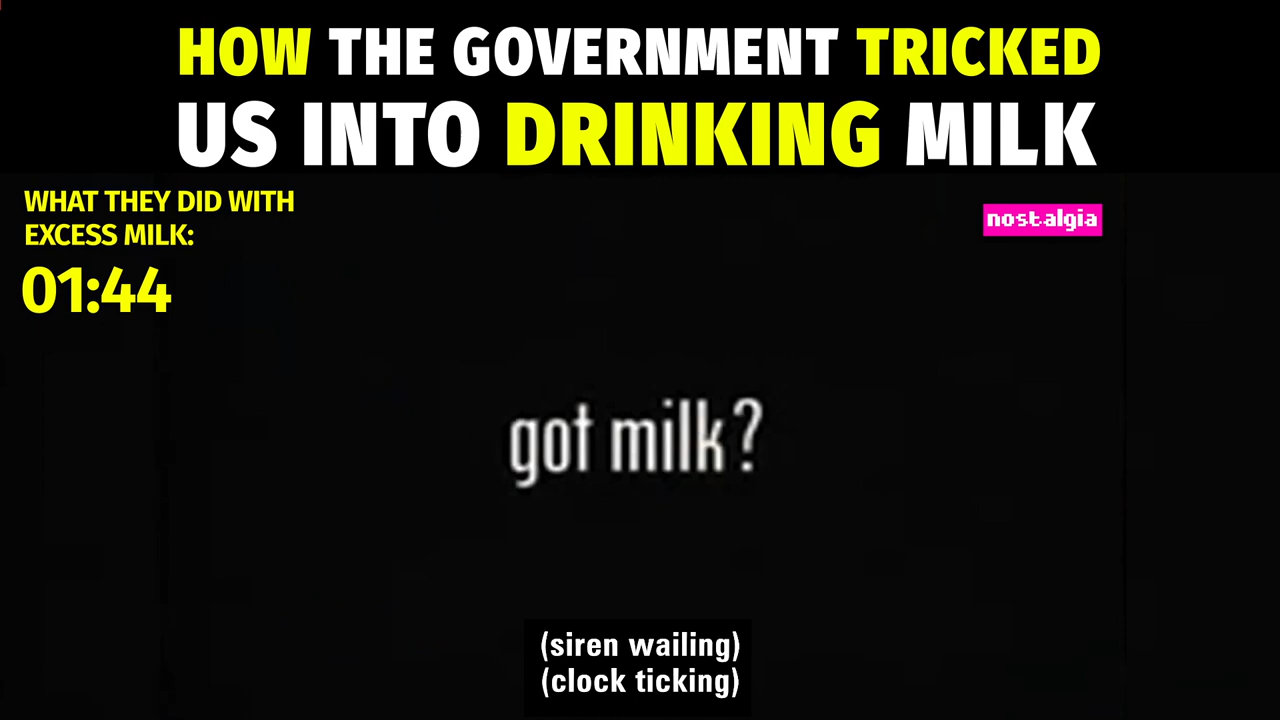 HOW THE GOVERNMENT TRICKED
US INTO DRINKING MILK
WHAT THEY DID WITH
EXCESS MILK:
01:44
nostalgia
got milk?
(siren wailing)
(clock ticking)